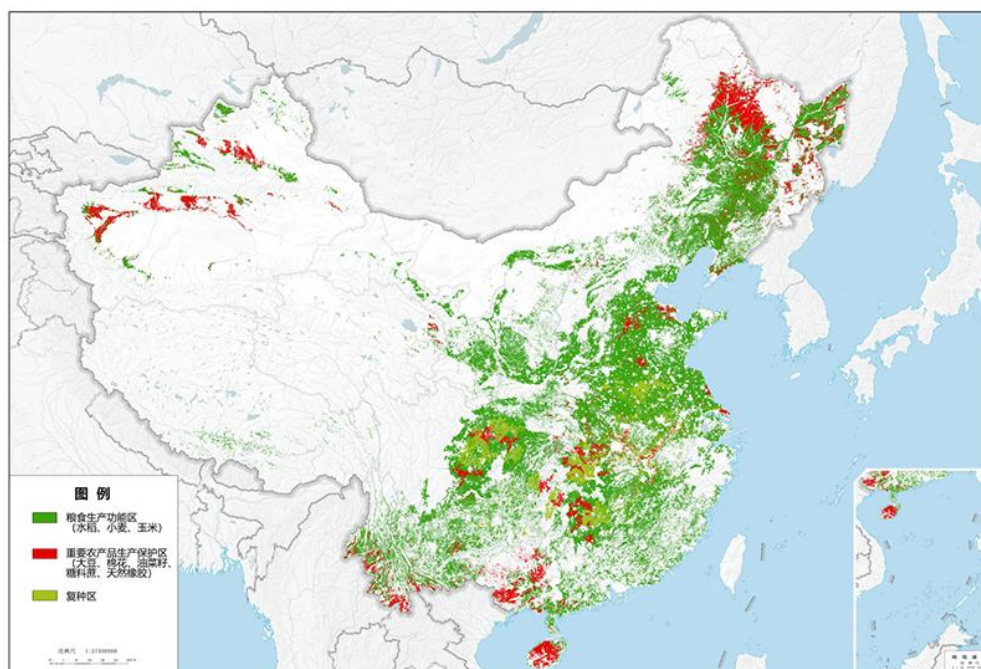 图例
粮食生产功能区
（水稻、小麦、玉米）
重要农产品生产保护区
（大豆、棉花、油菜籽、
糖料蔗、天然橡胶）
复种区